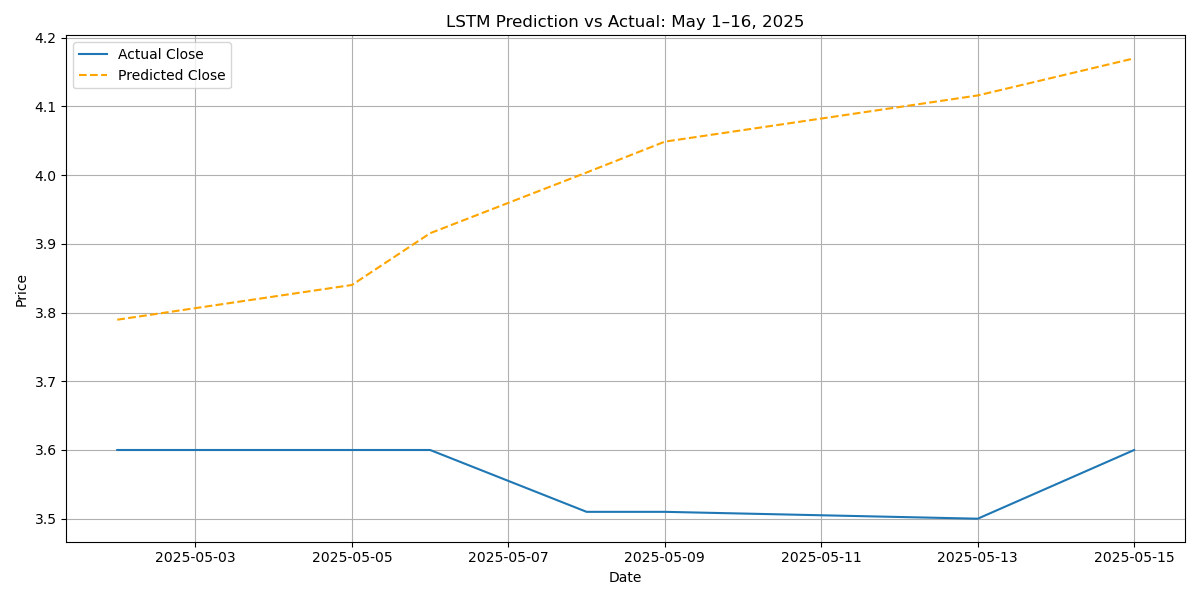 LSTM Prediction vs Actual: May 1–16, 2025
Actual Close
Predicted Close
4.2
4.1
4.0
3.9
3.8
3.7
3.6
3.5
Price
2025-05-03 2025-05-05 2025-05-07 2025-05-09 2025-05-11 2025-05-13 2025-05-15
Date